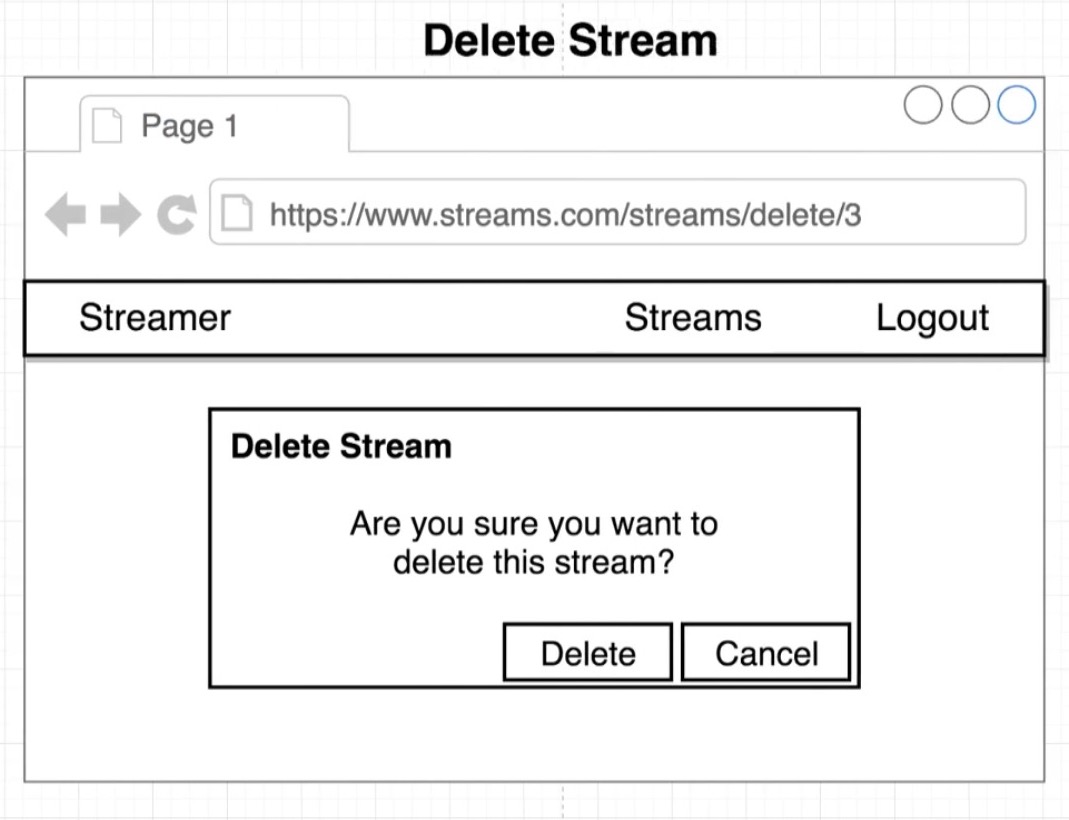 Delete Stream
Page 1
https://www.streams.com/streams/delete/3
Streamer Streams Logout
Delete Stream
Are you sure you want to
delete this stream?
Delete Cancel